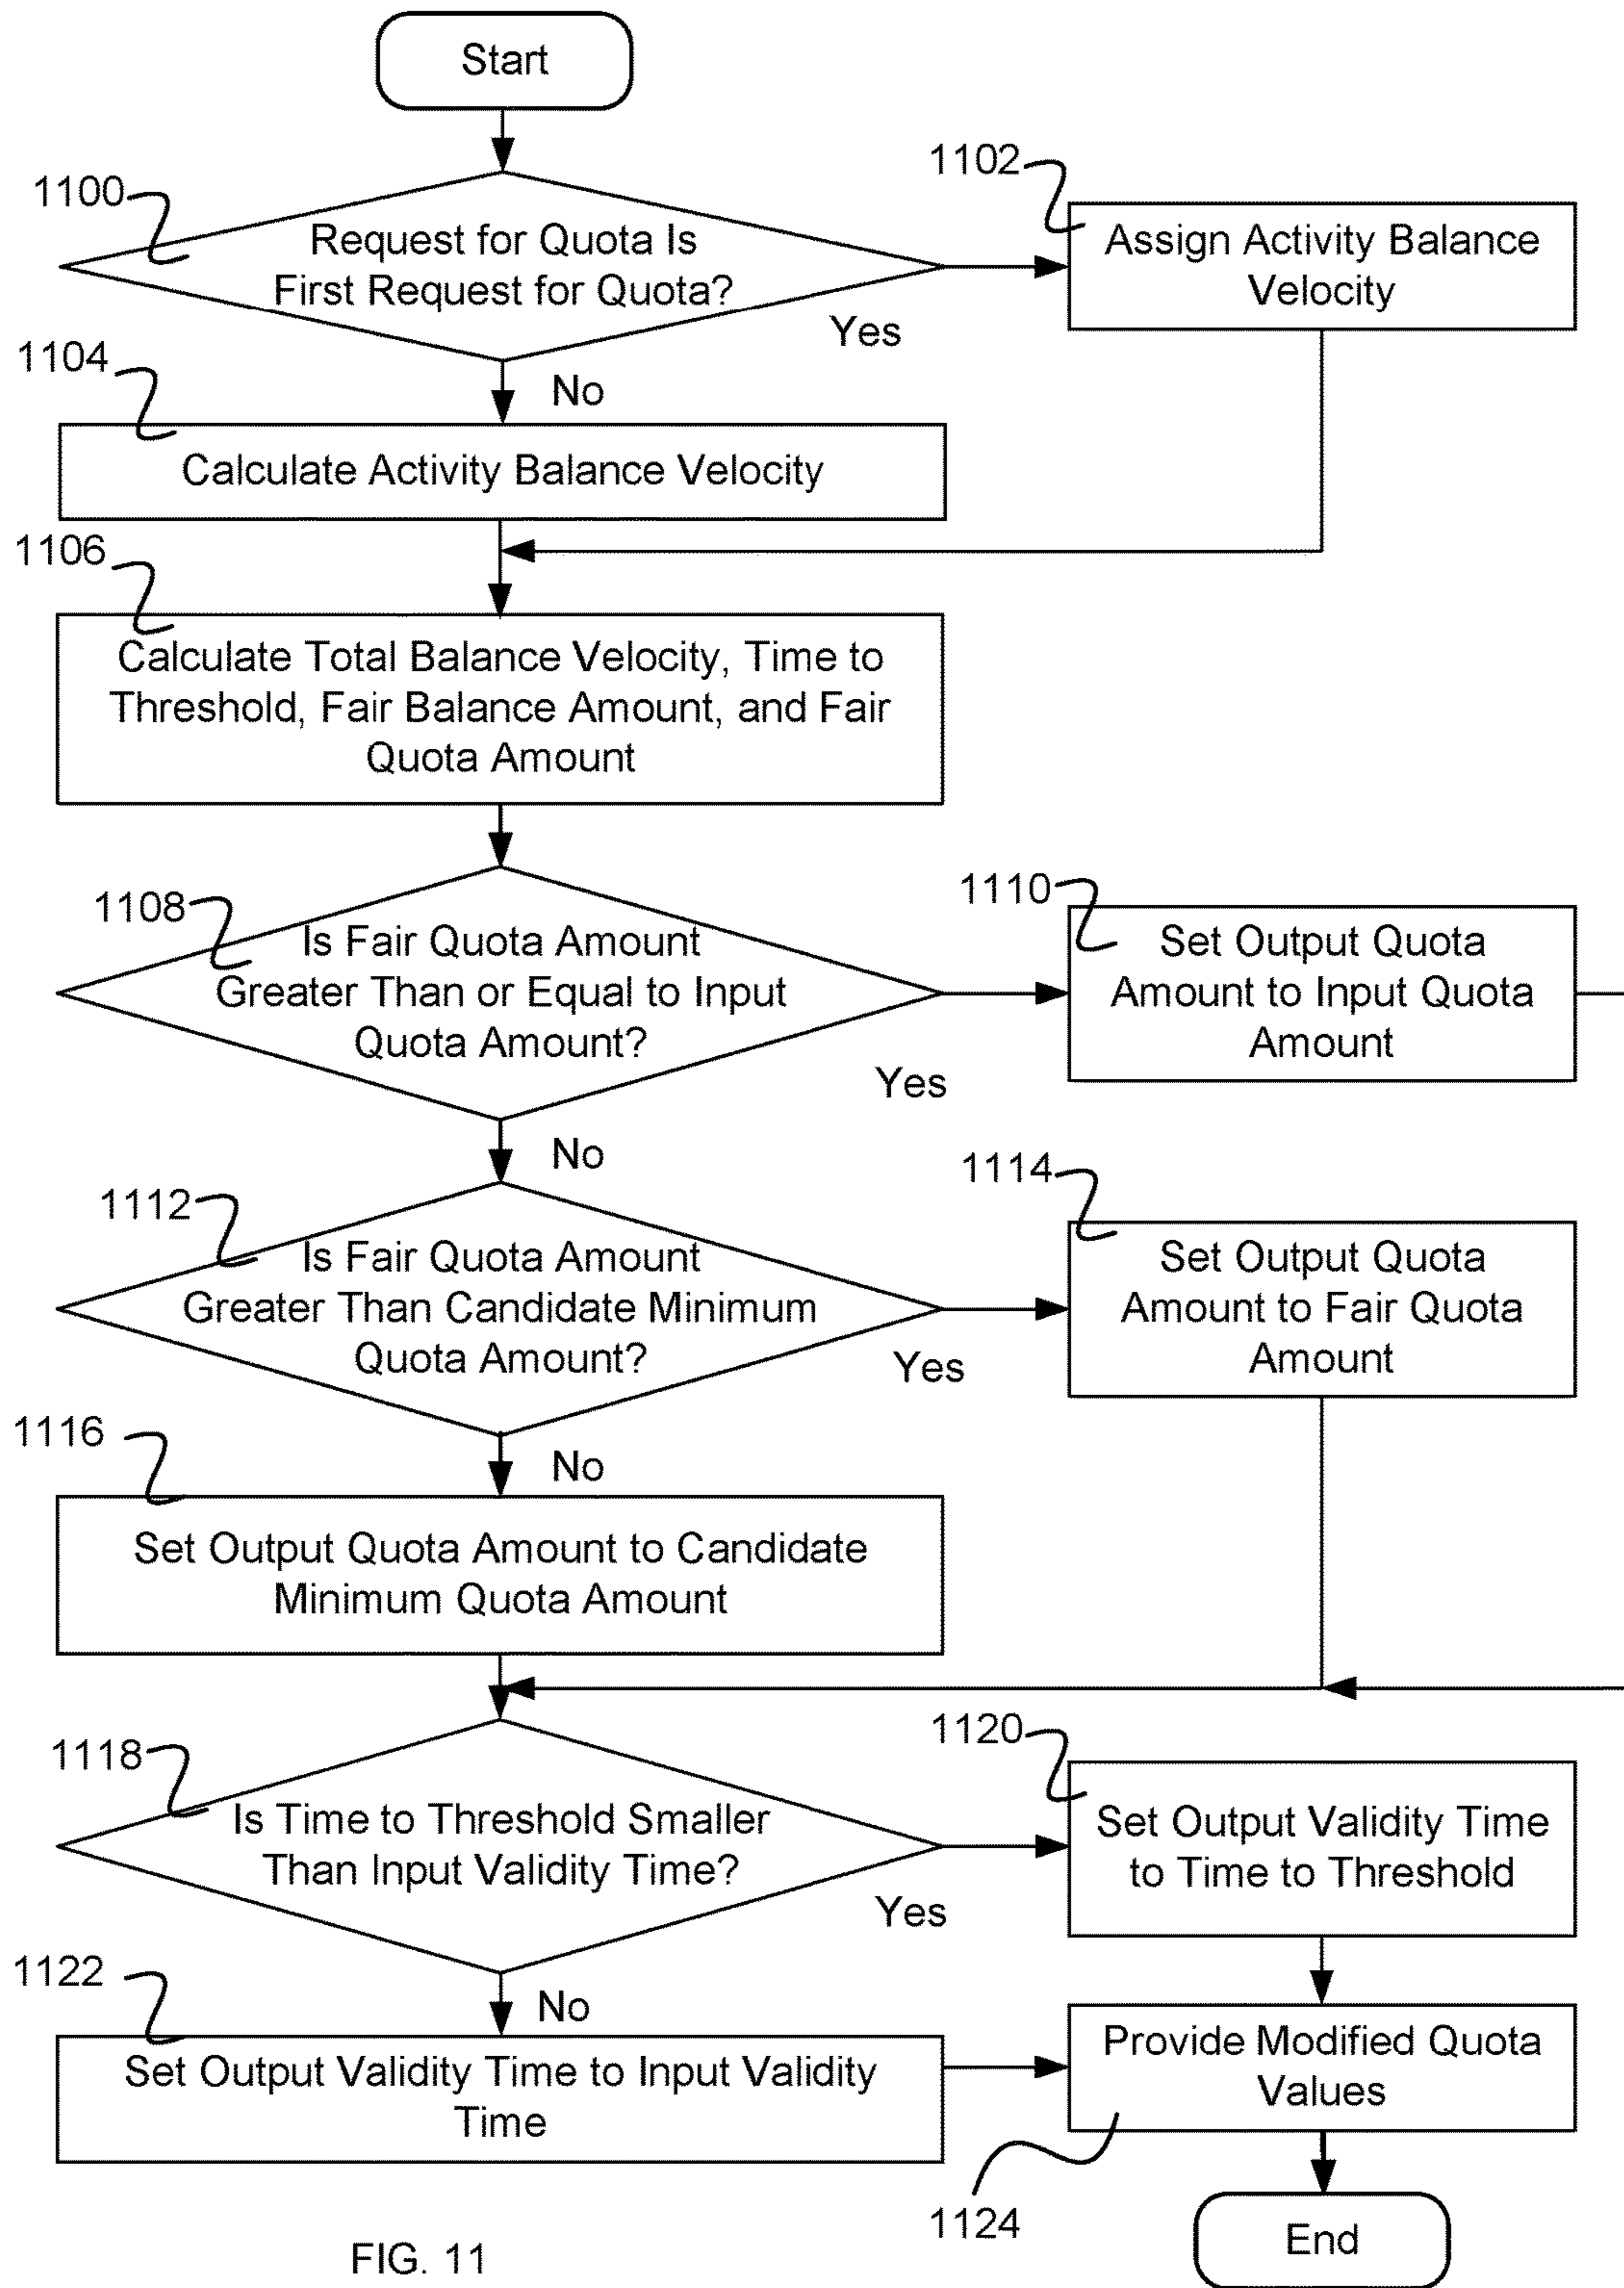 Start
1100
Request for Quota Is
First Request for Quota?
Yes
1102
Assign Activity Balance
Velocity
No
1104
Calculate Activity Balance Velocity
1106
Calculate Total Balance Velocity, Time to
Threshold, Fair Balance Amount, and Fair
Quota Amount
1108
Is Fair Quota Amount
Greater Than or Equal to Input
Quota Amount?
Yes
1110
Set Output Quota
Amount to Input Quota
Amount
No
1112
Is Fair Quota Amount
Greater Than Candidate Minimum
Quota Amount?
Yes
1114
Set Output Quota
Amount to Fair Quota
Amount
No
1116
Set Output Quota Amount to Candidate
Minimum Quota Amount
1118
Is Time to Threshold Smaller
Than Input Validity Time?
Yes
1120
Set Output Validity Time
to Time to Threshold
No
1122
Set Output Validity Time to Input Validity
Time
Provide Modified Quota
Values
1124
End
FIG. 11